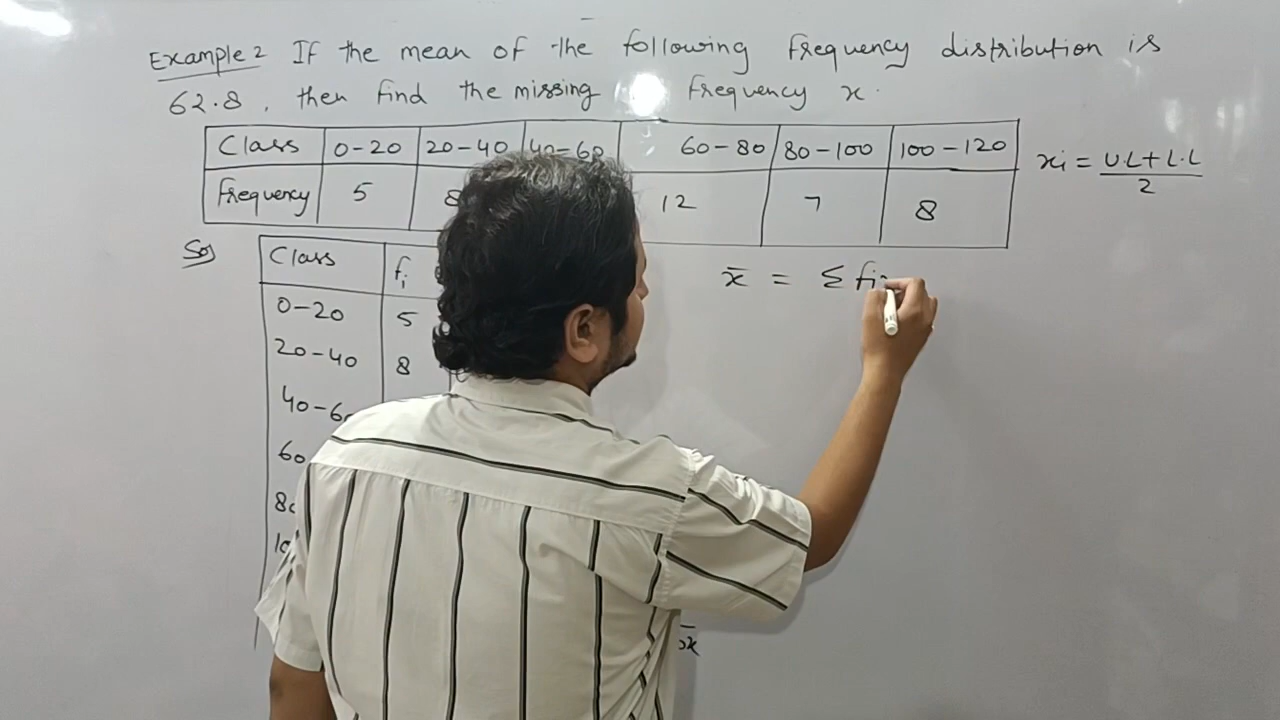 Example 2 If the mean of the following frequency distribution is
62.8, then find the missing frequency x.
Class 0-20 20-40 40-60 60-80 80-100 100-120
Frequency 5 8 12 7 8
xi = U.L + L.L / 2
Sol
Class fi
x̄ = Σ fi
0-20 5
20-40 8
40-6
60